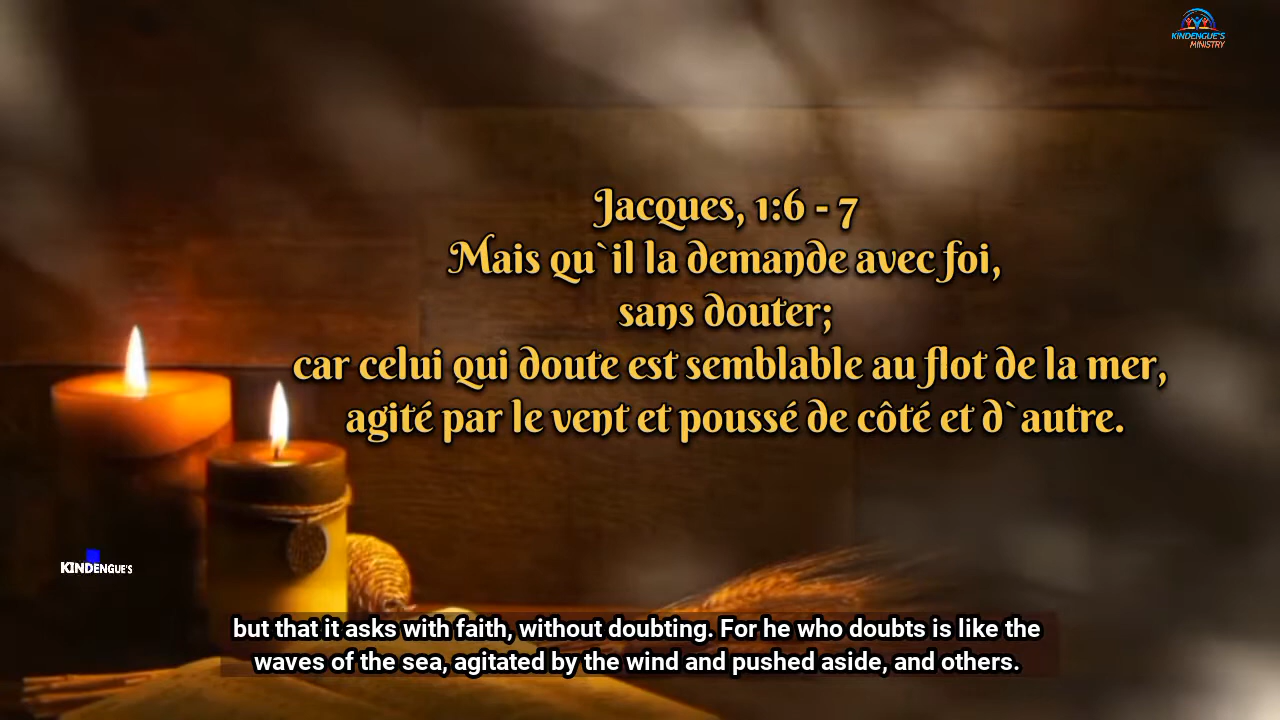 KINDENGUE'S
MINISTRY
Jacques, 1:6 - 7
Mais qu`il la demande avec foi,
sans douter;
car celui qui doute est semblable au flot de la mer,
agité par le vent et poussé de côté et d`autre.
KINDENGUE'S
but that it asks with faith, without doubting. For he who doubts is like the
waves of the sea, agitated by the wind and pushed aside, and others.